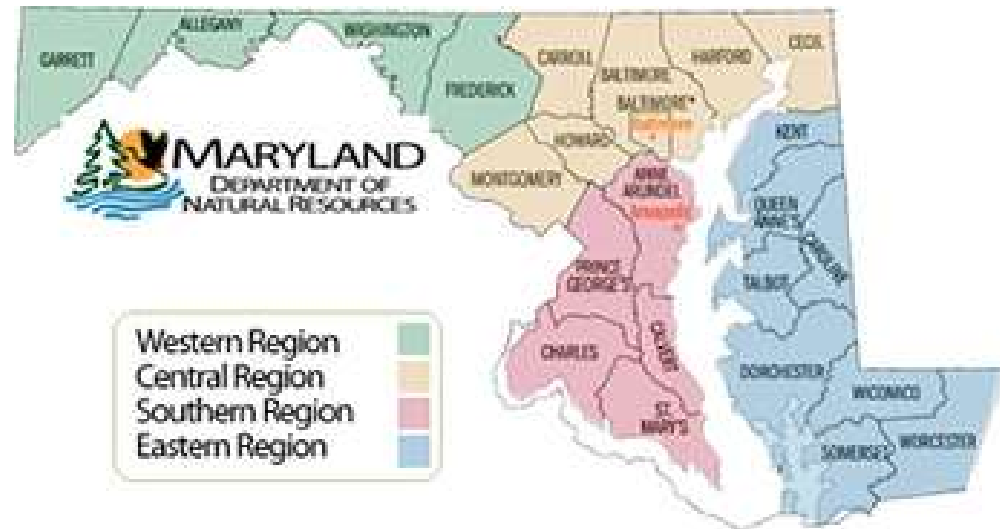 GARRETT
ALLEGANY
WASHINGTON
FREDERICK
CARROLL
BALTIMORE
HARFORD
CECIL
BALTIMORE
HOWARD
MONTGOMERY
KENT
ANNE
ARUNDEL
Annapolis
QUEEN
ANNE'S
CAROLINE
TALBOT
PRINCE
GEORGE'S
CHARLES
CALVERT
ST.
MARY'S
DORCHESTER
WICOMICO
SOMERSET
WORCESTER
MARYLAND
DEPARTMENT OF
NATURAL RESOURCES
Western Region
Central Region
Southern Region
Eastern Region